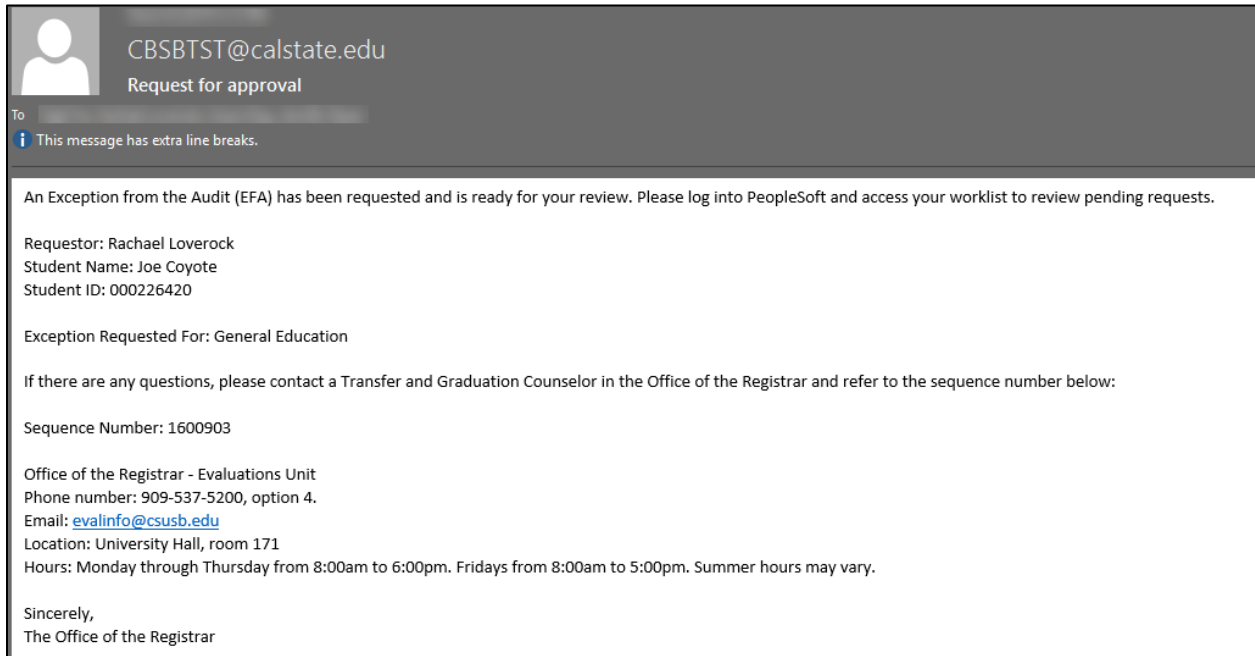 CBSBTST@calstate.edu
Request for approval
To
This message has extra line breaks.
An Exception from the Audit (EFA) has been requested and is ready for your review. Please log into PeopleSoft and access your worklist to review pending requests.
Requestor: Rachael Loverock
Student Name: Joe Coyote
Student ID: 000226420
Exception Requested For: General Education
If there are any questions, please contact a Transfer and Graduation Counselor in the Office of the Registrar and refer to the sequence number below:
Sequence Number: 1600903
Office of the Registrar - Evaluations Unit
Phone number: 909-537-5200, option 4.
Email: evalinfo@csusb.edu
Location: University Hall, room 171
Hours: Monday through Thursday from 8:00am to 6:00pm. Fridays from 8:00am to 5:00pm. Summer hours may vary.
Sincerely,
The Office of the Registrar